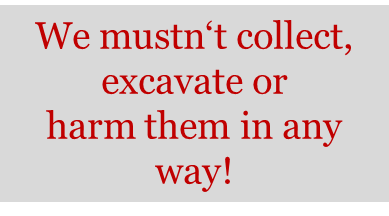 We mustn‘t collect,
excavate or
harm them in any
way!